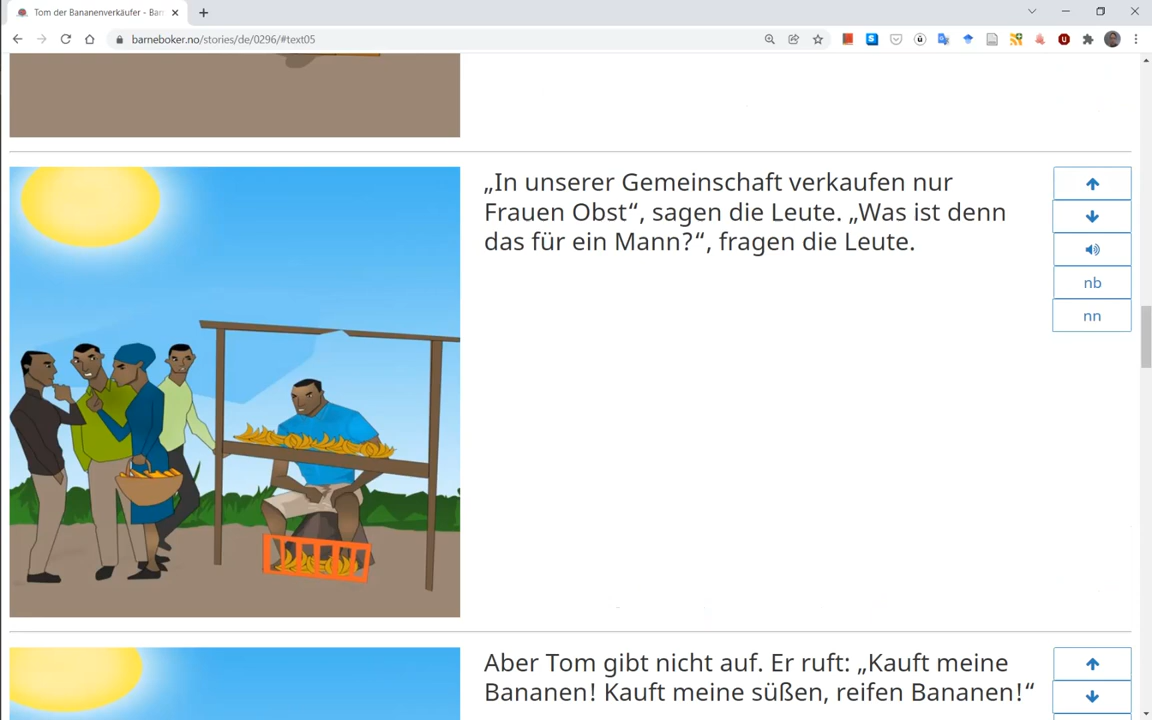 Tom der Bananenverkäufer - Bar
barneboker.no/stories/de/0296/#text05
„In unserer Gemeinschaft verkaufen nur
Frauen Obst“, sagen die Leute. „Was ist denn
das für ein Mann?“, fragen die Leute.
nb
nn
Aber Tom gibt nicht auf. Er ruft: „Kauft meine
Bananen! Kauft meine süßen, reifen Bananen!“